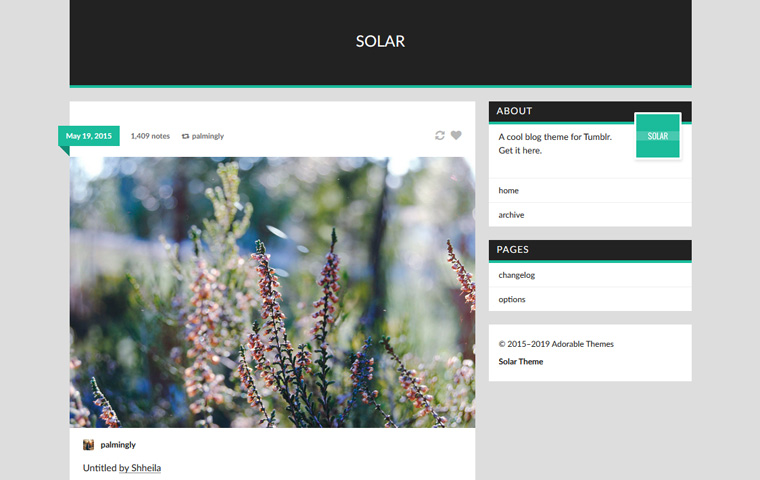 SOLAR
May 19, 2015 1,409 notes palmingly
palmingly
Untitled by Shheila
ABOUT
SOLAR
A cool blog theme for Tumblr.
Get it here.
home
archive
PAGES
changelog
options
© 2015–2019 Adorable Themes
Solar Theme